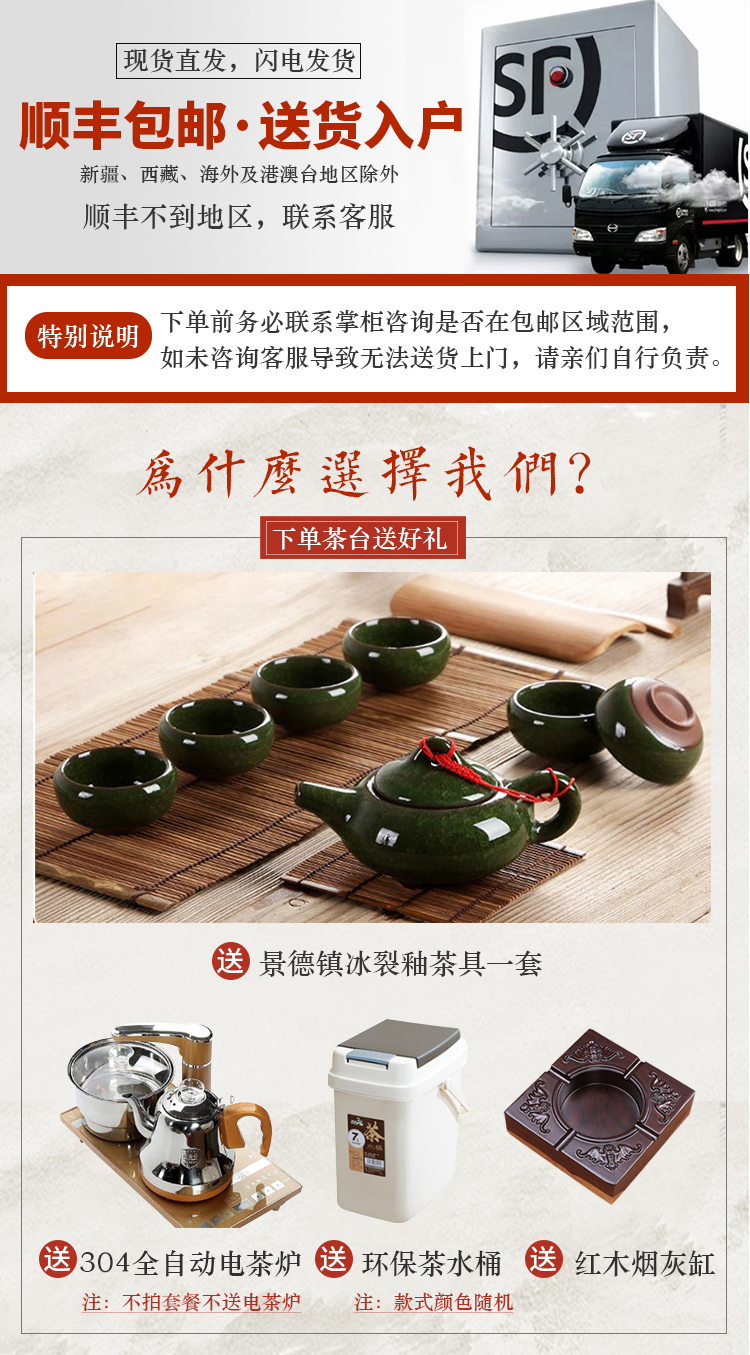 现货直发，闪电发货
顺丰包邮·送货入户
新疆、西藏、海外及港澳台地区除外
顺丰不到地区，联系客服
SF
SF
特别说明
下单前务必联系掌柜咨询是否在包邮区域范围，
如未咨询客服导致无法送货上门，请亲们自行负责。
爲什麼選擇我們？
下单茶台送好礼
送 景德镇冰裂釉茶具一套
茶
7L
送 304全自动电茶炉
注：不拍套餐不送电茶炉
送 环保茶水桶
注：款式颜色随机
送 红木烟灰缸